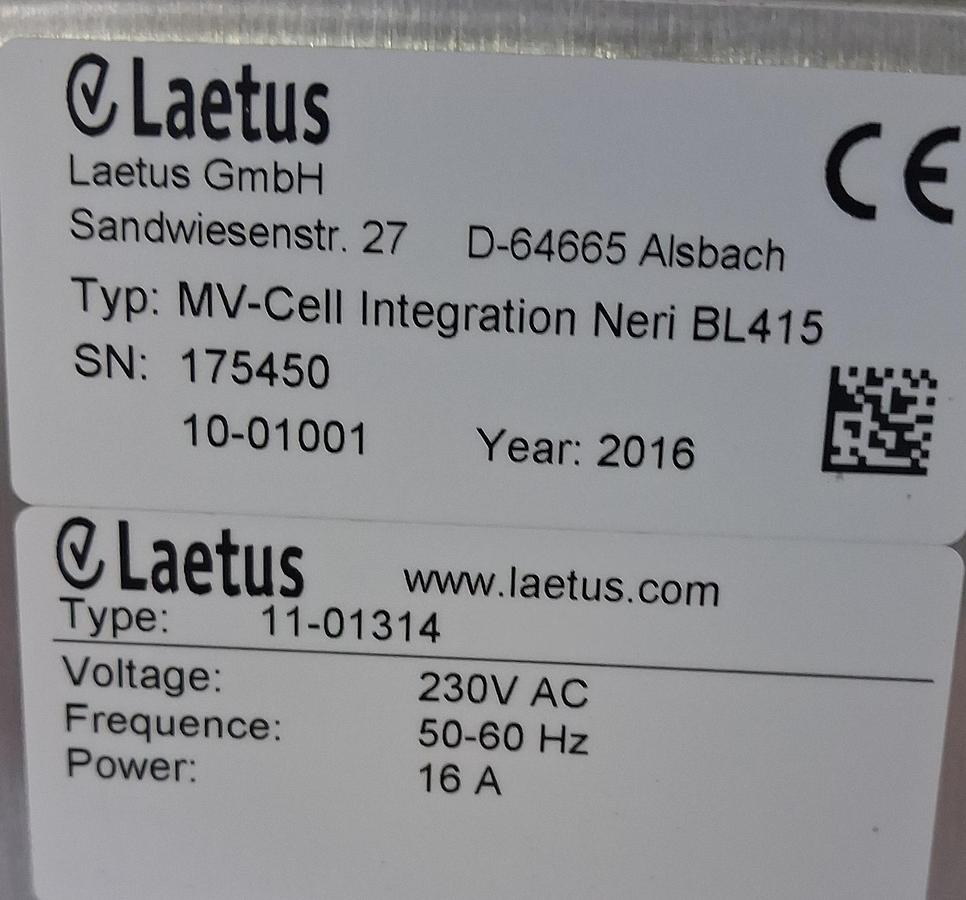 Laetus
Laetus GmbH
Sandwiesenstr. 27 D-64665 Alsbach
Typ: MV-Cell Integration Neri BL415
SN: 175450
10-01001 Year: 2016
CE
Laetus www.laetus.com
Type: 11-01314
Voltage: 230V AC
Frequence: 50-60 Hz
Power: 16 A